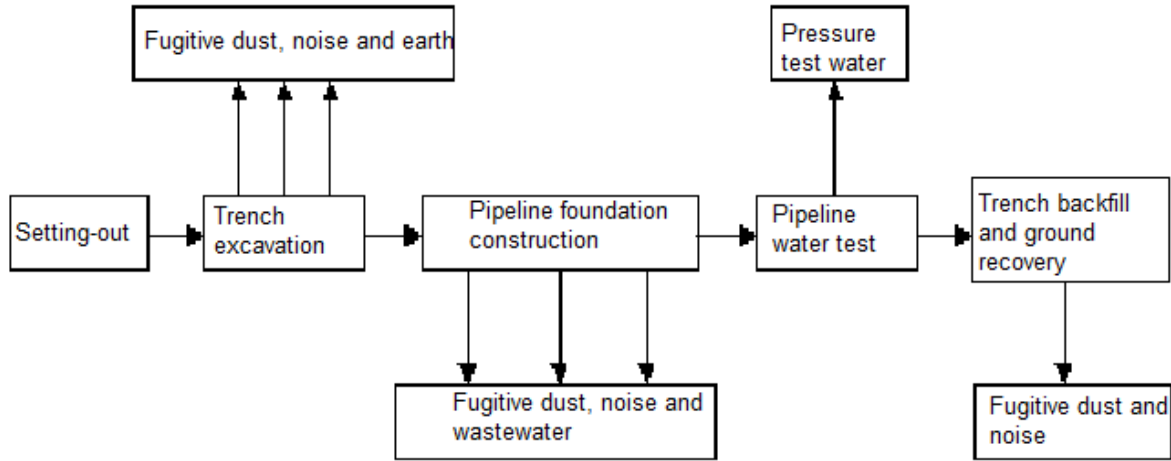 Fugitive dust, noise and earth
Pressure
test water
Setting-out
Trench
excavation
Pipeline foundation
construction
Pipeline
water test
Trench backfill
and ground
recovery
Fugitive dust, noise and
wastewater
Fugitive dust and
noise